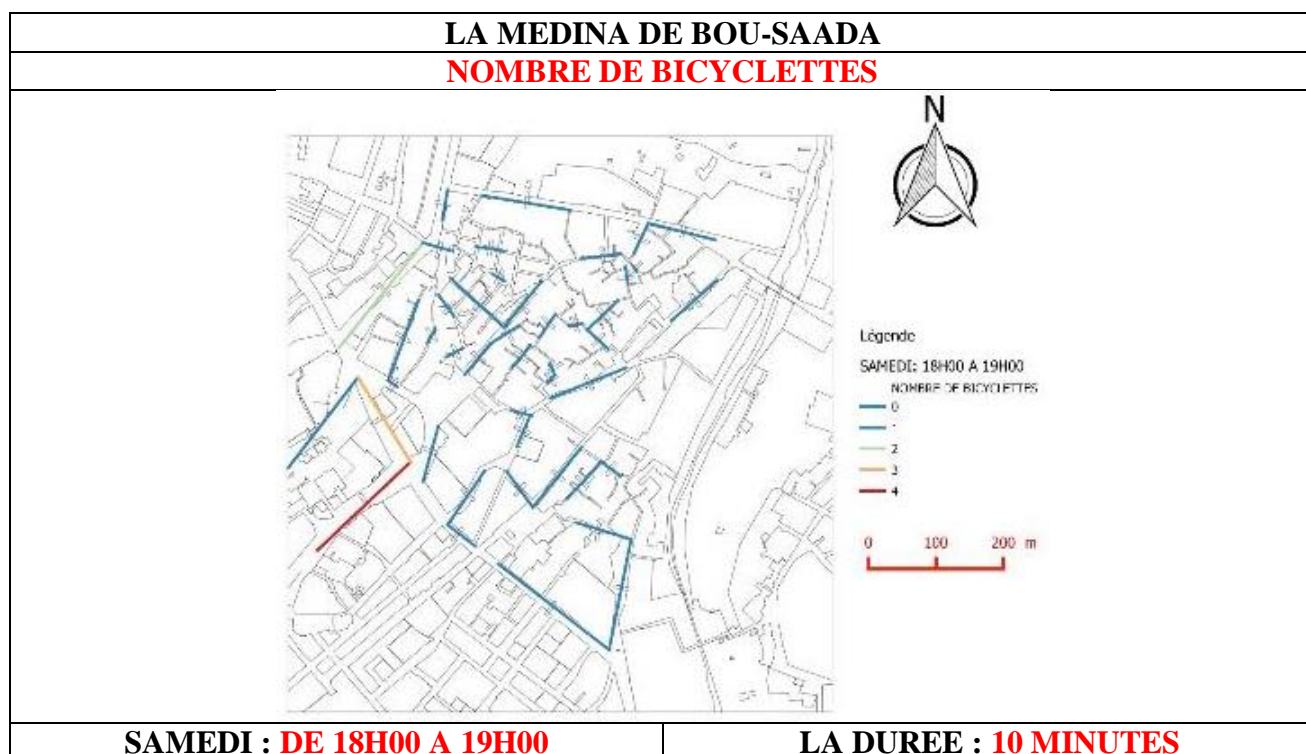 LA MEDINA DE BOU-SAADA
NOMBRE DE BICYCLETTES
N
Légende
SAMEDI: 18H00 A 19H00
NOMBRE DE BICYCLETTES
0
1
2
3
4
0 100 200 m
SAMEDI : DE 18H00 A 19H00
LA DUREE : 10 MINUTES